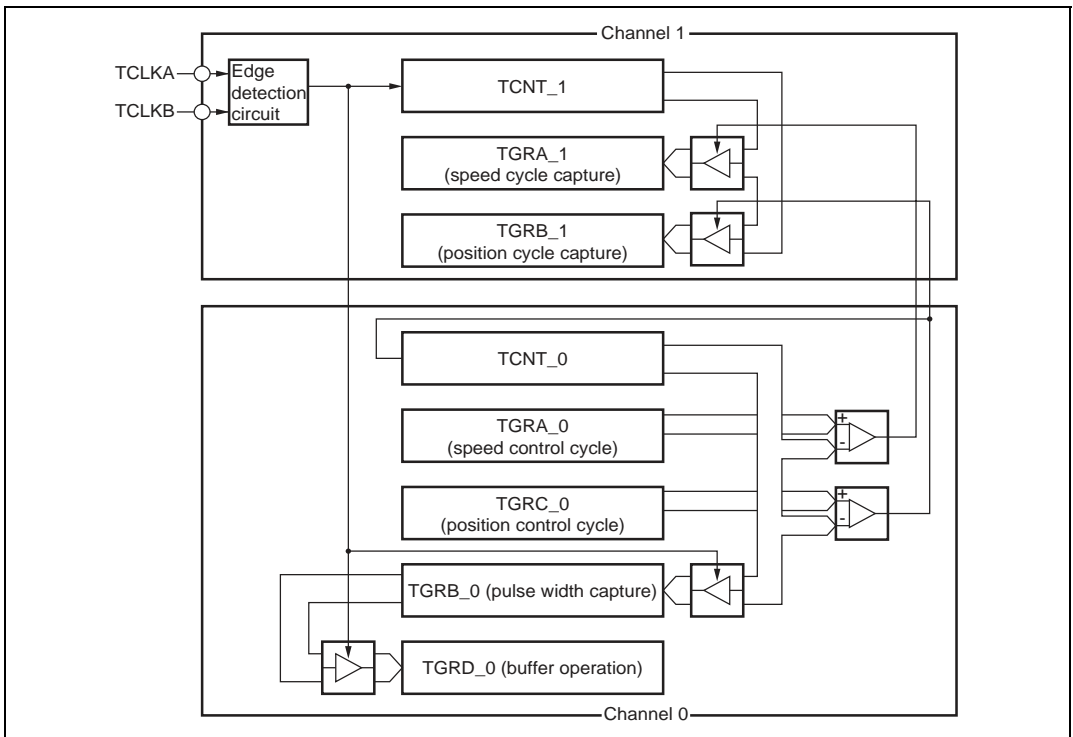 Channel 1
TCLKA
TCLKB
Edge
detection
circuit
TCNT_1
TGRA_1
(speed cycle capture)
TGRB_1
(position cycle capture)
TCNT_0
TGRA_0
(speed control cycle)
+
-
TGRC_0
(position control cycle)
+
-
TGRB_0 (pulse width capture)
TGRD_0 (buffer operation)
Channel 0